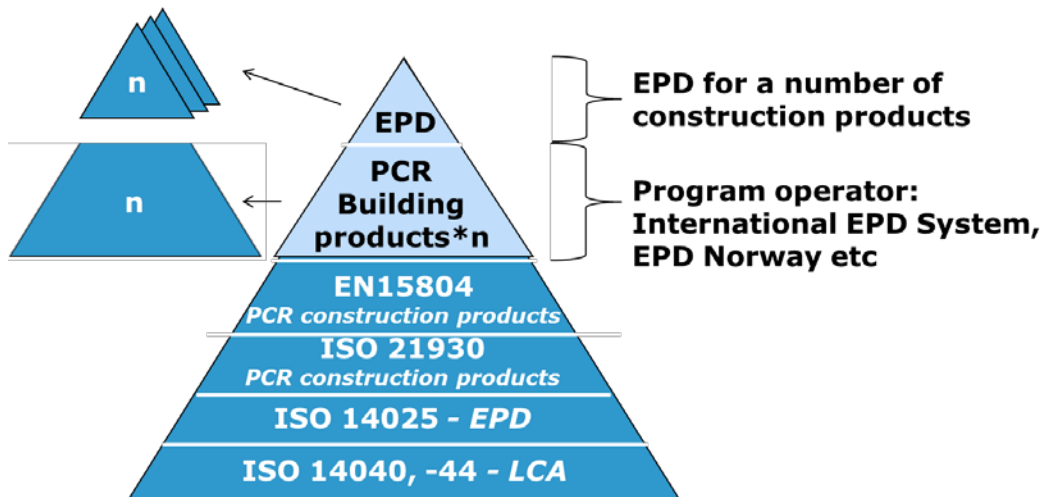 n
EPD
EPD for a number of
construction products
n
PCR
Building
products*n
Program operator:
International EPD System,
EPD Norway etc
EN15804
PCR construction products
ISO 21930
PCR construction products
ISO 14025 - EPD
ISO 14040, -44 - LCA